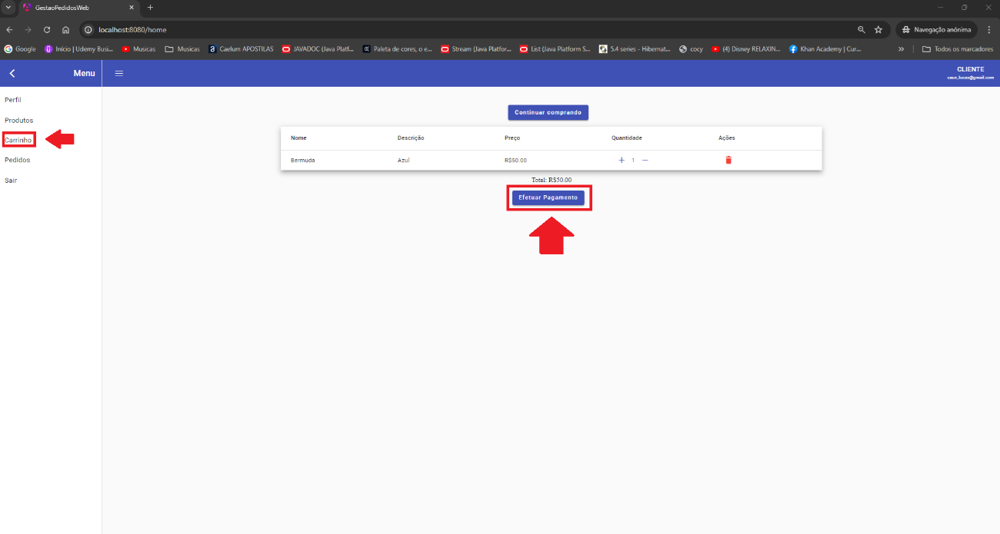 GestaoPedidosWeb
localhost:8080/home
Navegação anónima
Google
Início | Udemy Busi...
Musicas
Musicas
Caelum APOSTILAS
JAVADOC (Java Platf...
Paleta de cores, o e...
Stream (Java Platfor...
List (Java Platform S...
5.4 series - Hibernat...
cocy
(4) Disney RELAXIN...
Khan Academy | Cur...
Todos os marcadores
Menu
CLIENTE
caue_lucas@gmail.com
Perfil
Produtos
Carrinho
Pedidos
Sair
Continuar comprando
Nome Descrição Preço Quantidade Ações
Bermuda Azul R$50.00 + 1 −
Total: R$50.00
Efetuar Pagamento